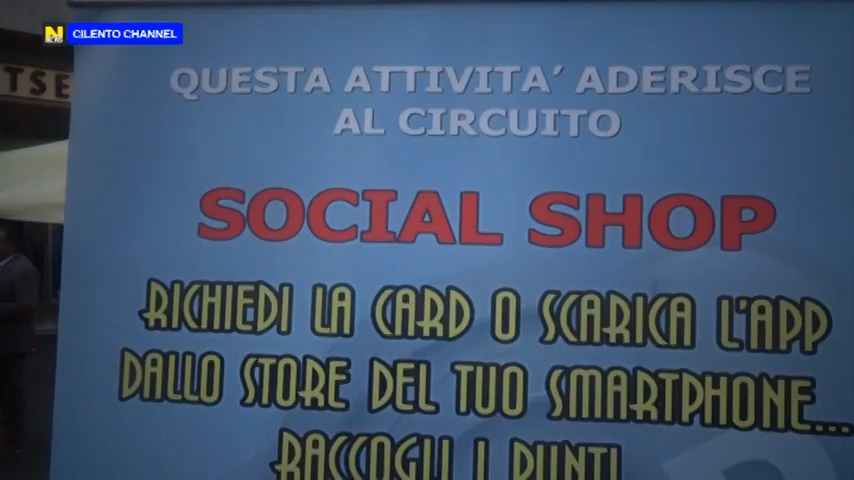 CILENTO CHANNEL
TSE
QUESTA ATTIVITA' ADERISCE
AL CIRCUITO
SOCIAL SHOP
RICHIEDI LA CARD O SCARICA L'APP
DALLO STORE DEL TUO SMARTPHONE...
RACCOGLI I PUNTI